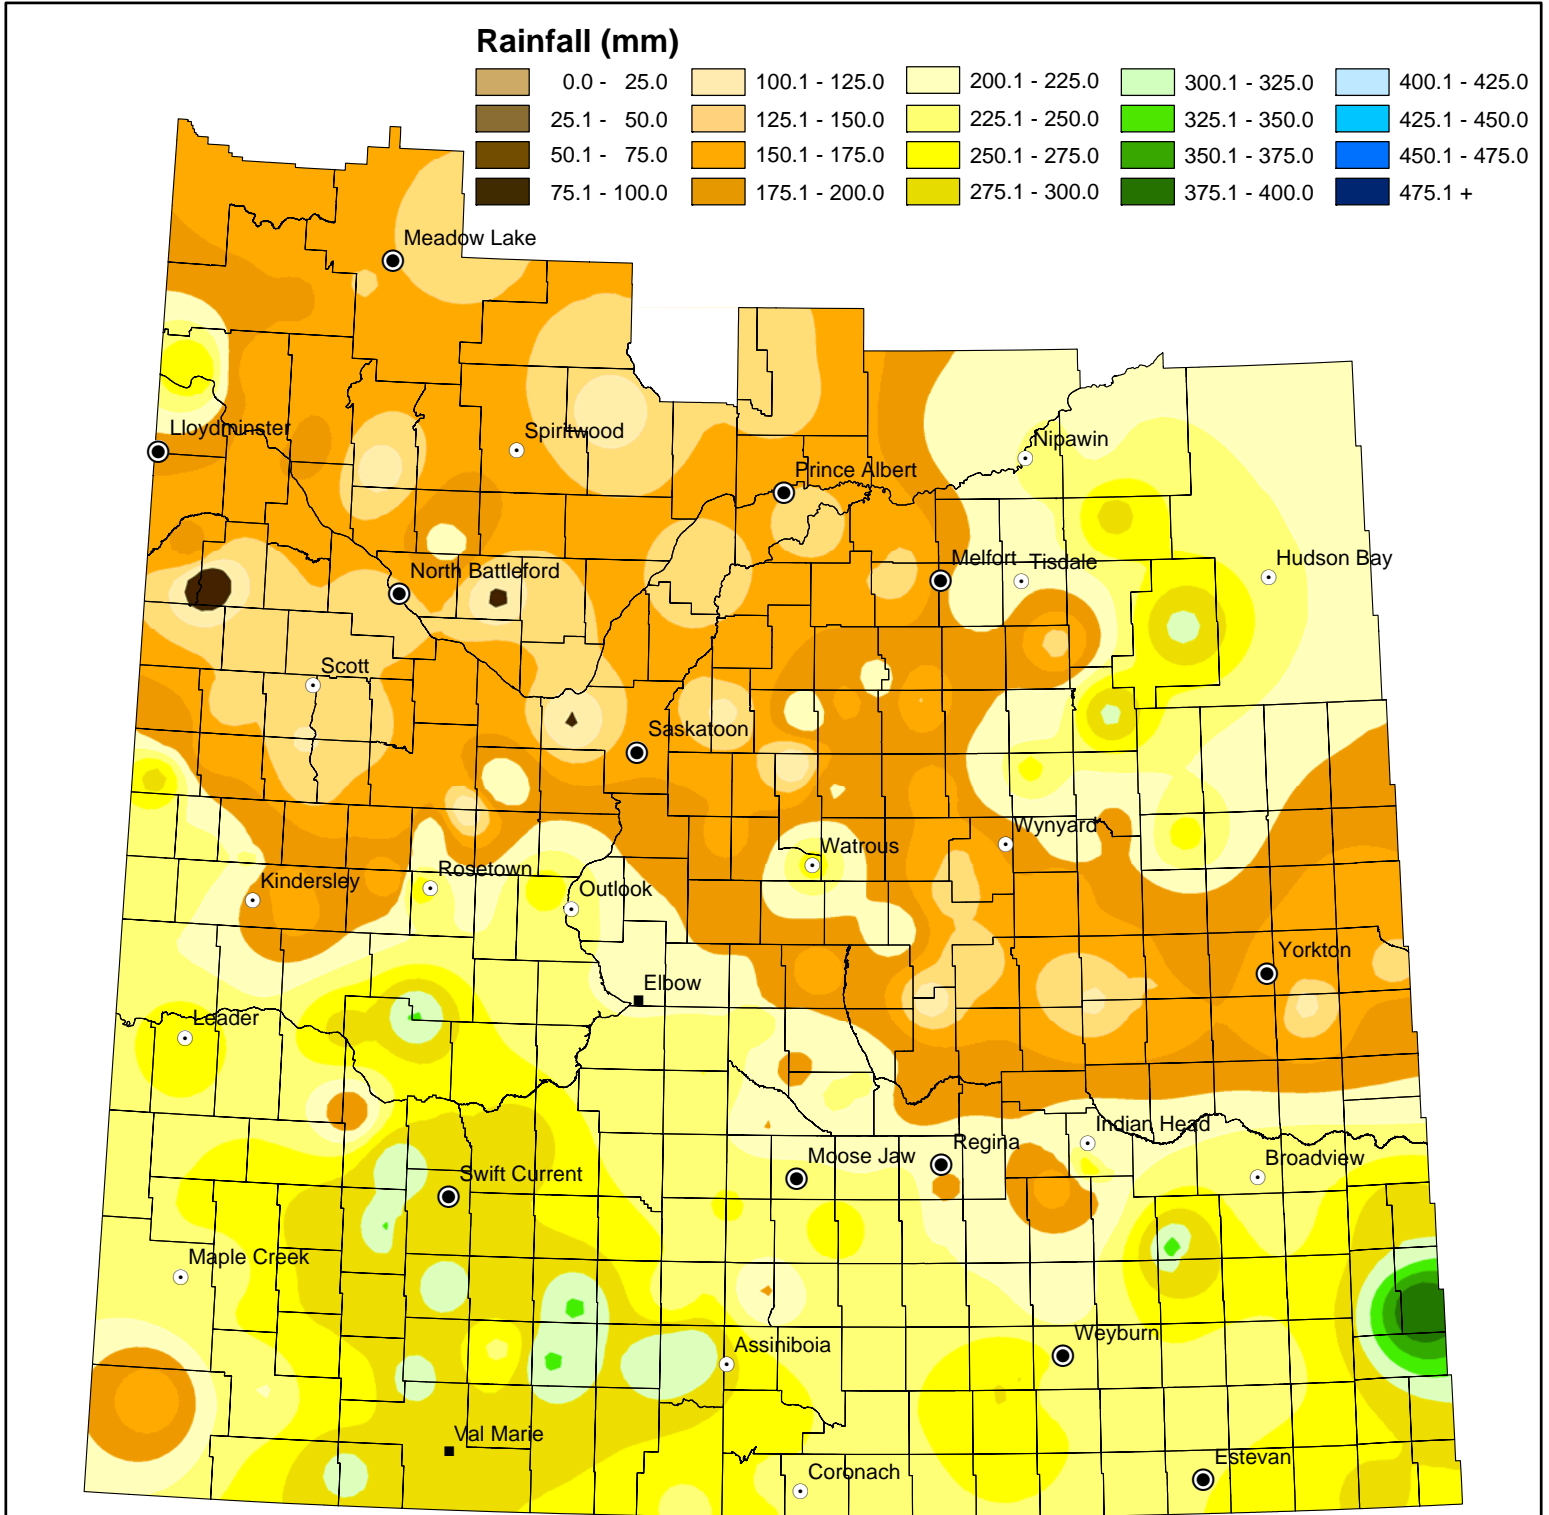 Rainfall (mm)
0.0 - 25.0
25.1 - 50.0
50.1 - 75.0
75.1 - 100.0
100.1 - 125.0
125.1 - 150.0
150.1 - 175.0
175.1 - 200.0
200.1 - 225.0
225.1 - 250.0
250.1 - 275.0
275.1 - 300.0
300.1 - 325.0
325.1 - 350.0
350.1 - 375.0
375.1 - 400.0
400.1 - 425.0
425.1 - 450.0
450.1 - 475.0
475.1 +
Meadow Lake
Lloydminster
Spiritwood
Nipawin
Prince Albert
North Battleford
Melfort
Tisdale
Hudson Bay
Scott
Saskatoon
Wynyard
Watrous
Rosetown
Kindersley
Outlook
Yorkton
Elbow
Leader
Indian Head
Regina
Moose Jaw
Broadview
Swift Current
Maple Creek
Weyburn
Assiniboia
Val Marie
Estevan
Coronach